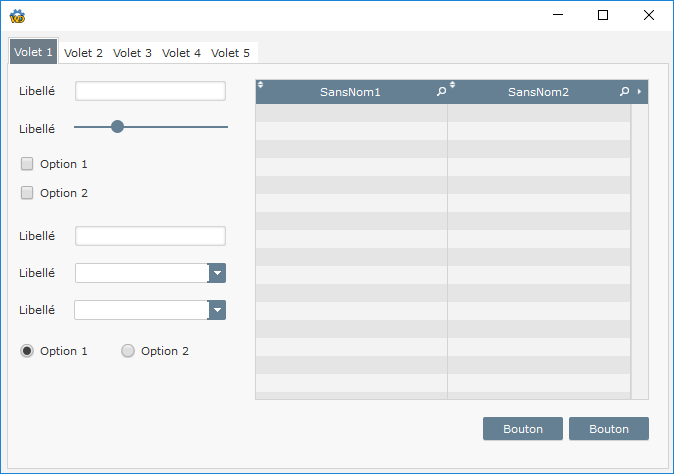 Volet 1 Volet 2 Volet 3 Volet 4 Volet 5
Libellé
Libellé
Option 1
Option 2
Libellé
Libellé
Libellé
Option 1 Option 2
SansNom1 SansNom2
Bouton Bouton